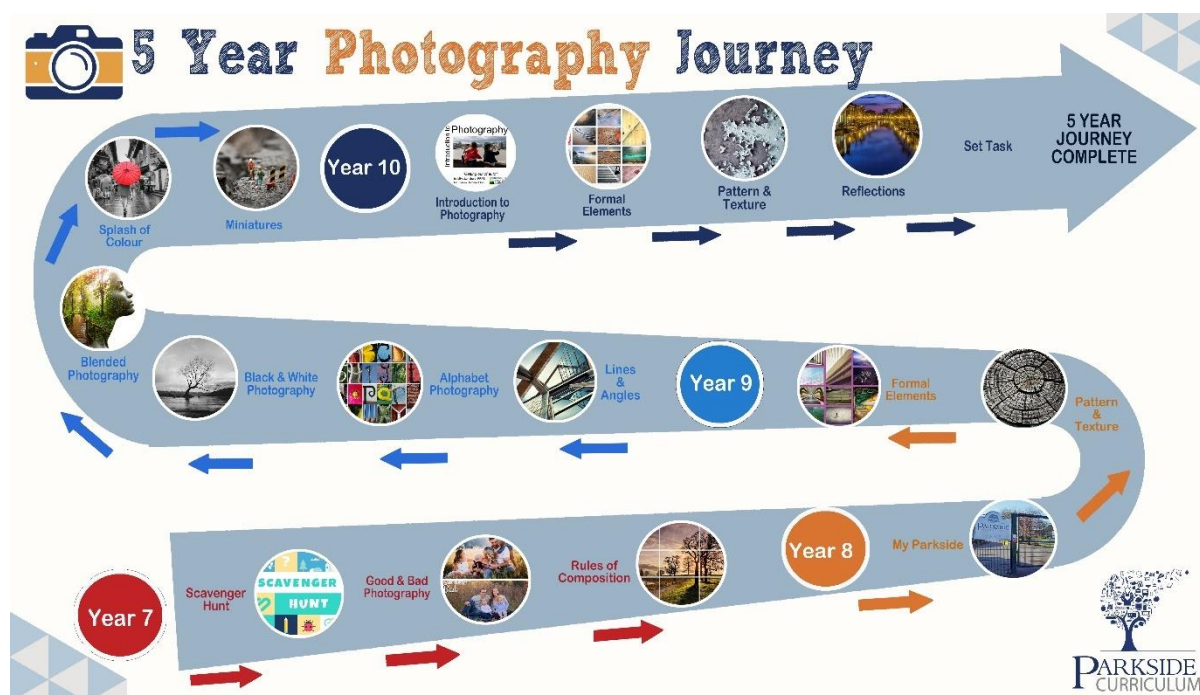 5 Year Photography Journey
5 YEAR
JOURNEY
COMPLETE
Set Task
Reflections
Pattern &
Texture
Formal
Elements
Introduction to
Photography
Introduction to
Photography
Year 10
Miniatures
Splash of
Colour
Blended
Photography
Black & White
Photography
Alphabet
Photography
Lines
&
Angles
Year 9
Formal
Elements
Pattern
&
Texture
Year 7
Scavenger
Hunt
SCAVENGER
HUNT
Good & Bad
Photography
Rules of
Composition
Year 8
My Parkside
PARKSIDE
CURRICULUM